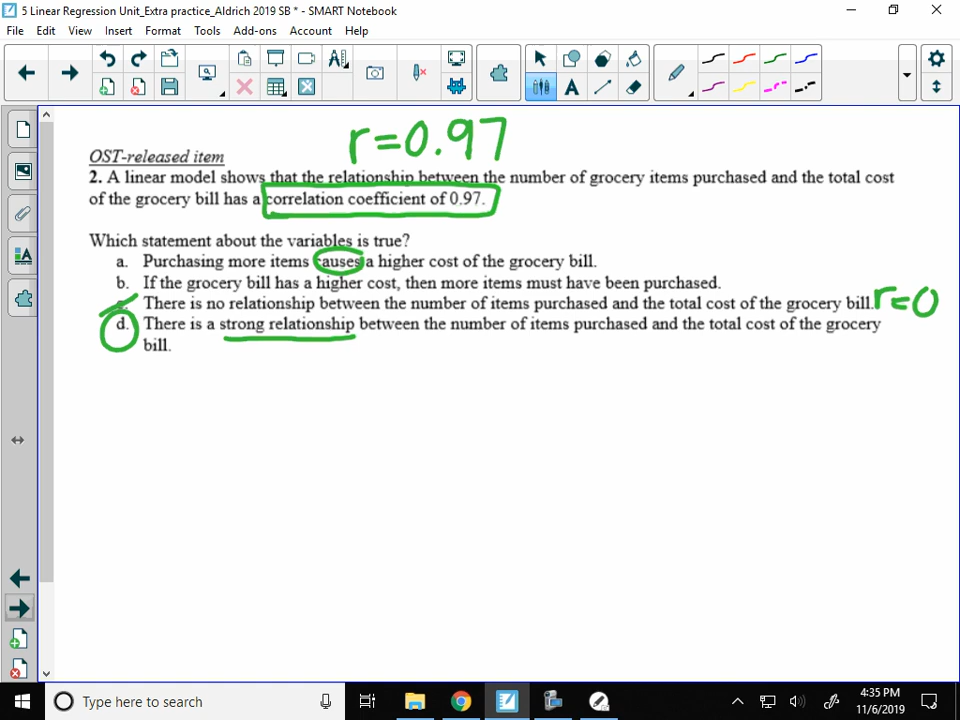 5 Linear Regression Unit_Extra practice_Aldrich 2019 SB * - SMART Notebook
File Edit View Insert Format Tools Add-ons Account Help
r=0.97
OST-released item
2. A linear model shows that the relationship between the number of grocery items purchased and the total cost
of the grocery bill has a correlation coefficient of 0.97.
Which statement about the variables is true?
a. Purchasing more items causes a higher cost of the grocery bill.
b. If the grocery bill has a higher cost, then more items must have been purchased.
c. There is no relationship between the number of items purchased and the total cost of the grocery bill. r=0
d. There is a strong relationship between the number of items purchased and the total cost of the grocery
bill.
Type here to search
4:35 PM
11/6/2019